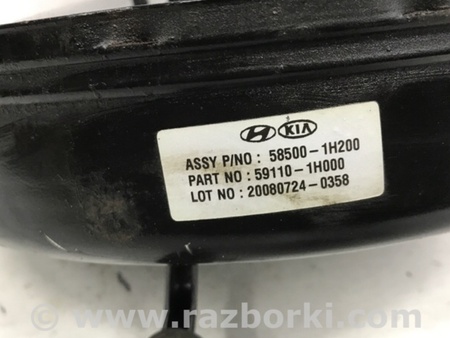 KIA
ASSY P/NO : 58500-1H200
PART NO : 59110-1H000
LOT NO : 20080724-0358
www.razborki.com